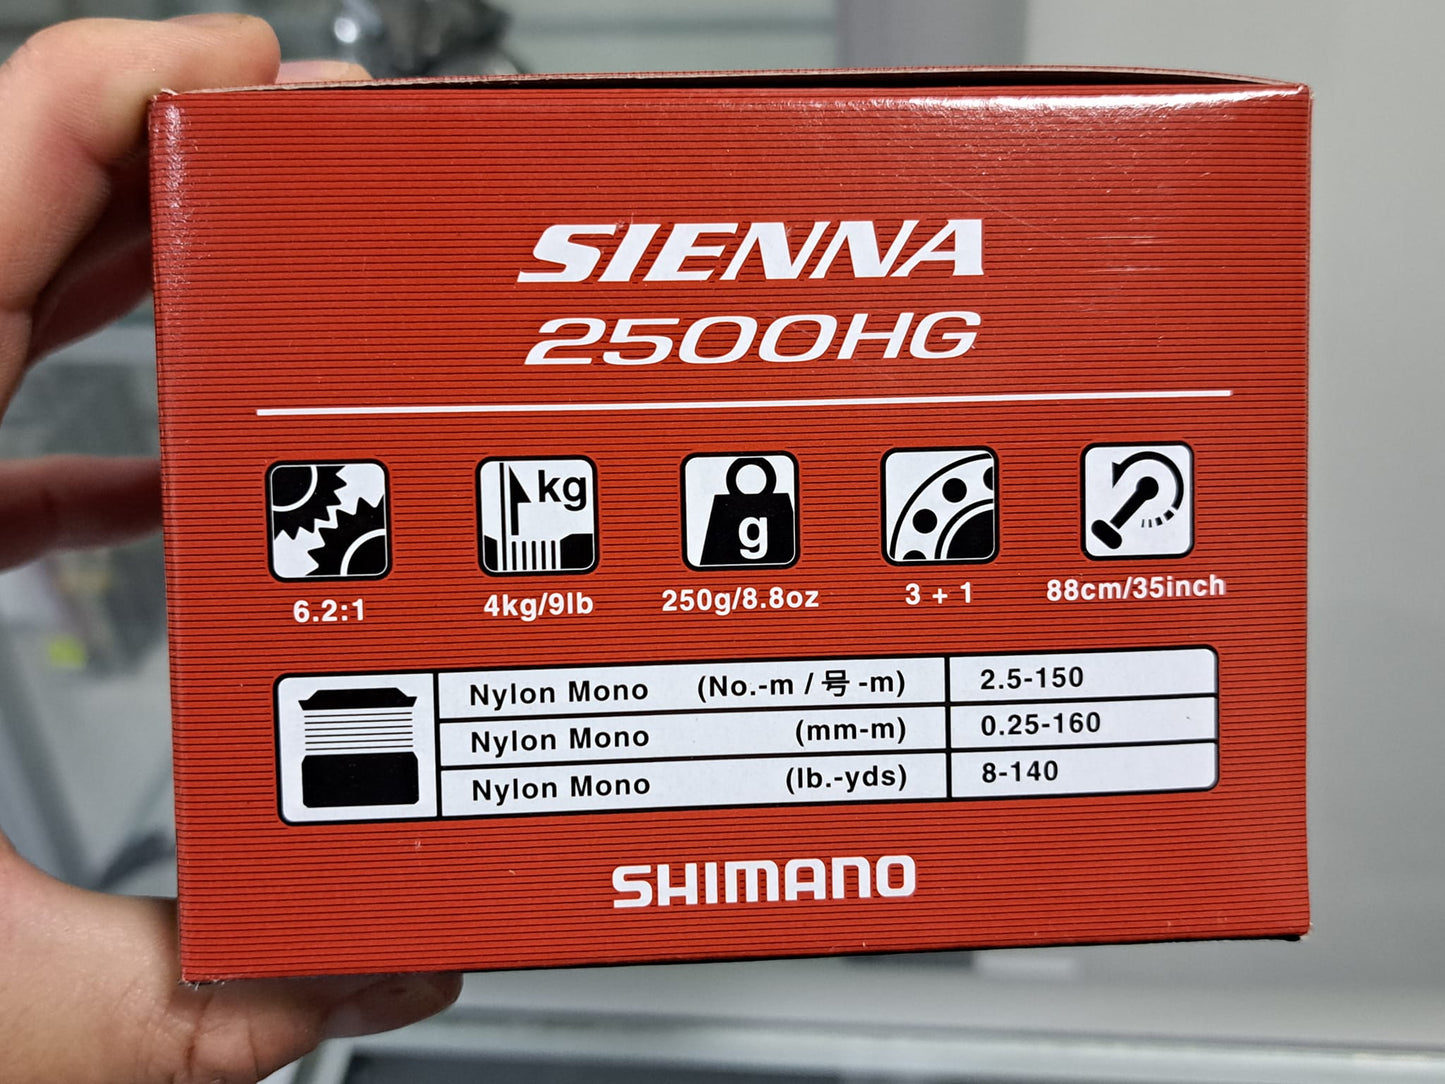 SIENNA
2500HG
kg
g
6.2:1 4kg/9lb 250g/8.8oz 3 + 1 88cm/35inch
Nylon Mono (No.-m / 号 -m) 2.5-150
Nylon Mono (mm-m) 0.25-160
Nylon Mono (lb.-yds) 8-140
SHIMANO